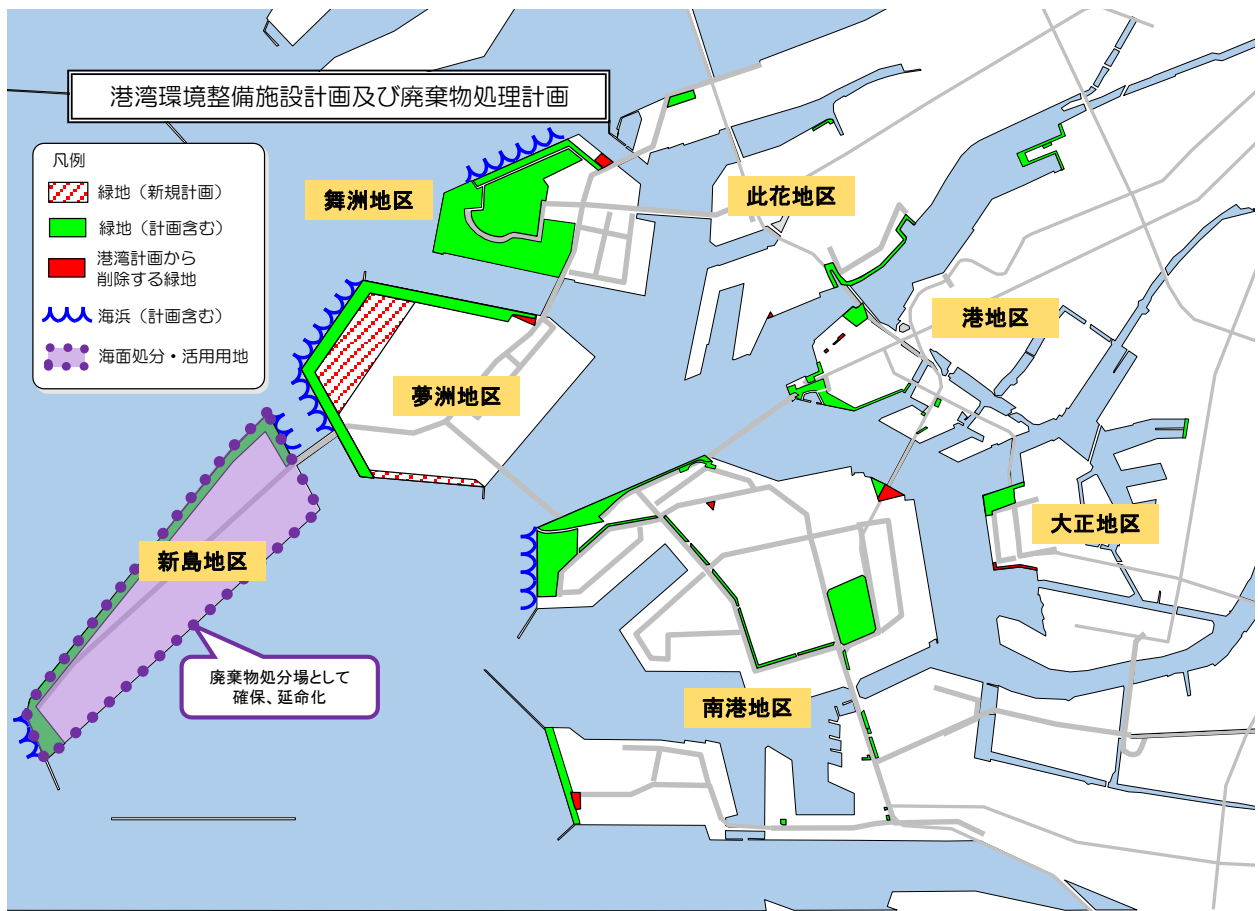 港湾環境整備施設計画及び廃棄物処理計画
凡例
緑地（新規計画）
緑地（計画含む）
港湾計画から
削除する緑地
海浜（計画含む）
海面処分・活用用地
舞洲地区
此花地区
港地区
夢洲地区
大正地区
新島地区
廃棄物処分場として
確保、延命化
南港地区